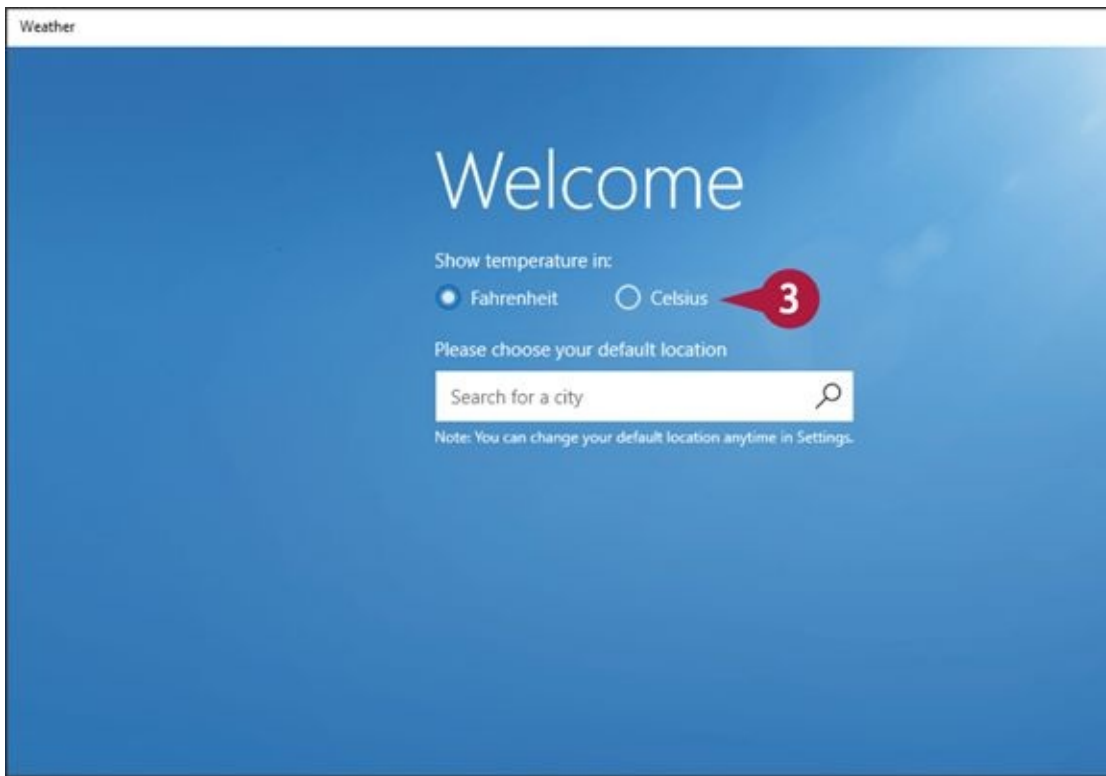 Weather
Welcome
Show temperature in:
Fahrenheit Celsius 3
Please choose your default location
Search for a city
Note: You can change your default location anytime in Settings.